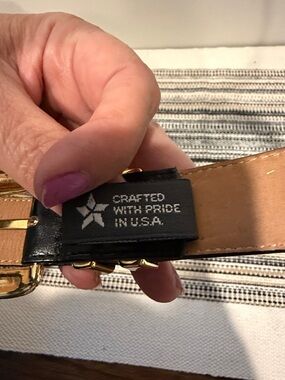 CRAFTED
WITH PRIDE
IN U.S.A.